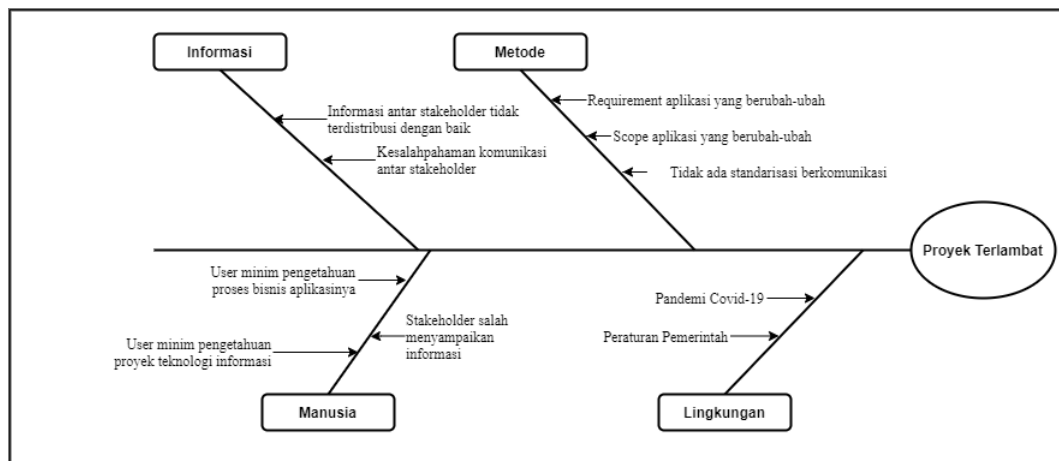 Informasi
Metode
Requirement aplikasi yang berubah-ubah
Informasi antar stakeholder tidak
terdistribusi dengan baik
Scope aplikasi yang berubah-ubah
Kesalahpahaman komunikasi
antar stakeholder
Tidak ada standarisasi berkomunikasi
Proyek Terlambat
User minim pengetahuan
proses bisnis aplikasinya
Pandemi Covid-19
Stakeholder salah
menyampaikan
informasi
User minim pengetahuan
proyek teknologi informasi
Peraturan Pemerintah
Manusia
Lingkungan